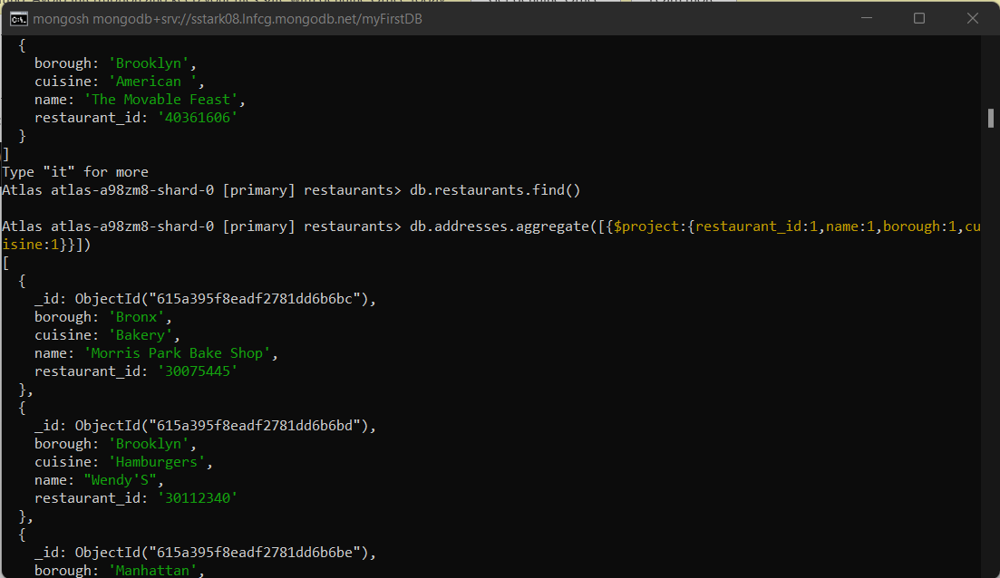 mongosh mongodb+srv://sstark08.lnfcg.mongodb.net/myFirstDB
{
borough: 'Brooklyn',
cuisine: 'American ',
name: 'The Movable Feast',
restaurant_id: '40361606'
}
]
Type "it" for more
Atlas atlas-a98zm8-shard-0 [primary] restaurants> db.restaurants.find()
Atlas atlas-a98zm8-shard-0 [primary] restaurants> db.addresses.aggregate([{$project:{restaurant_id:1,name:1,borough:1,cu
isine:1}}])
[
{
_id: ObjectId("615a395f8eadf2781dd6b6bc"),
borough: 'Bronx',
cuisine: 'Bakery',
name: 'Morris Park Bake Shop',
restaurant_id: '30075445'
},
{
_id: ObjectId("615a395f8eadf2781dd6b6bd"),
borough: 'Brooklyn',
cuisine: 'Hamburgers',
name: "Wendy'S",
restaurant_id: '30112340'
},
{
_id: ObjectId("615a395f8eadf2781dd6b6be"),
borough: 'Manhattan',